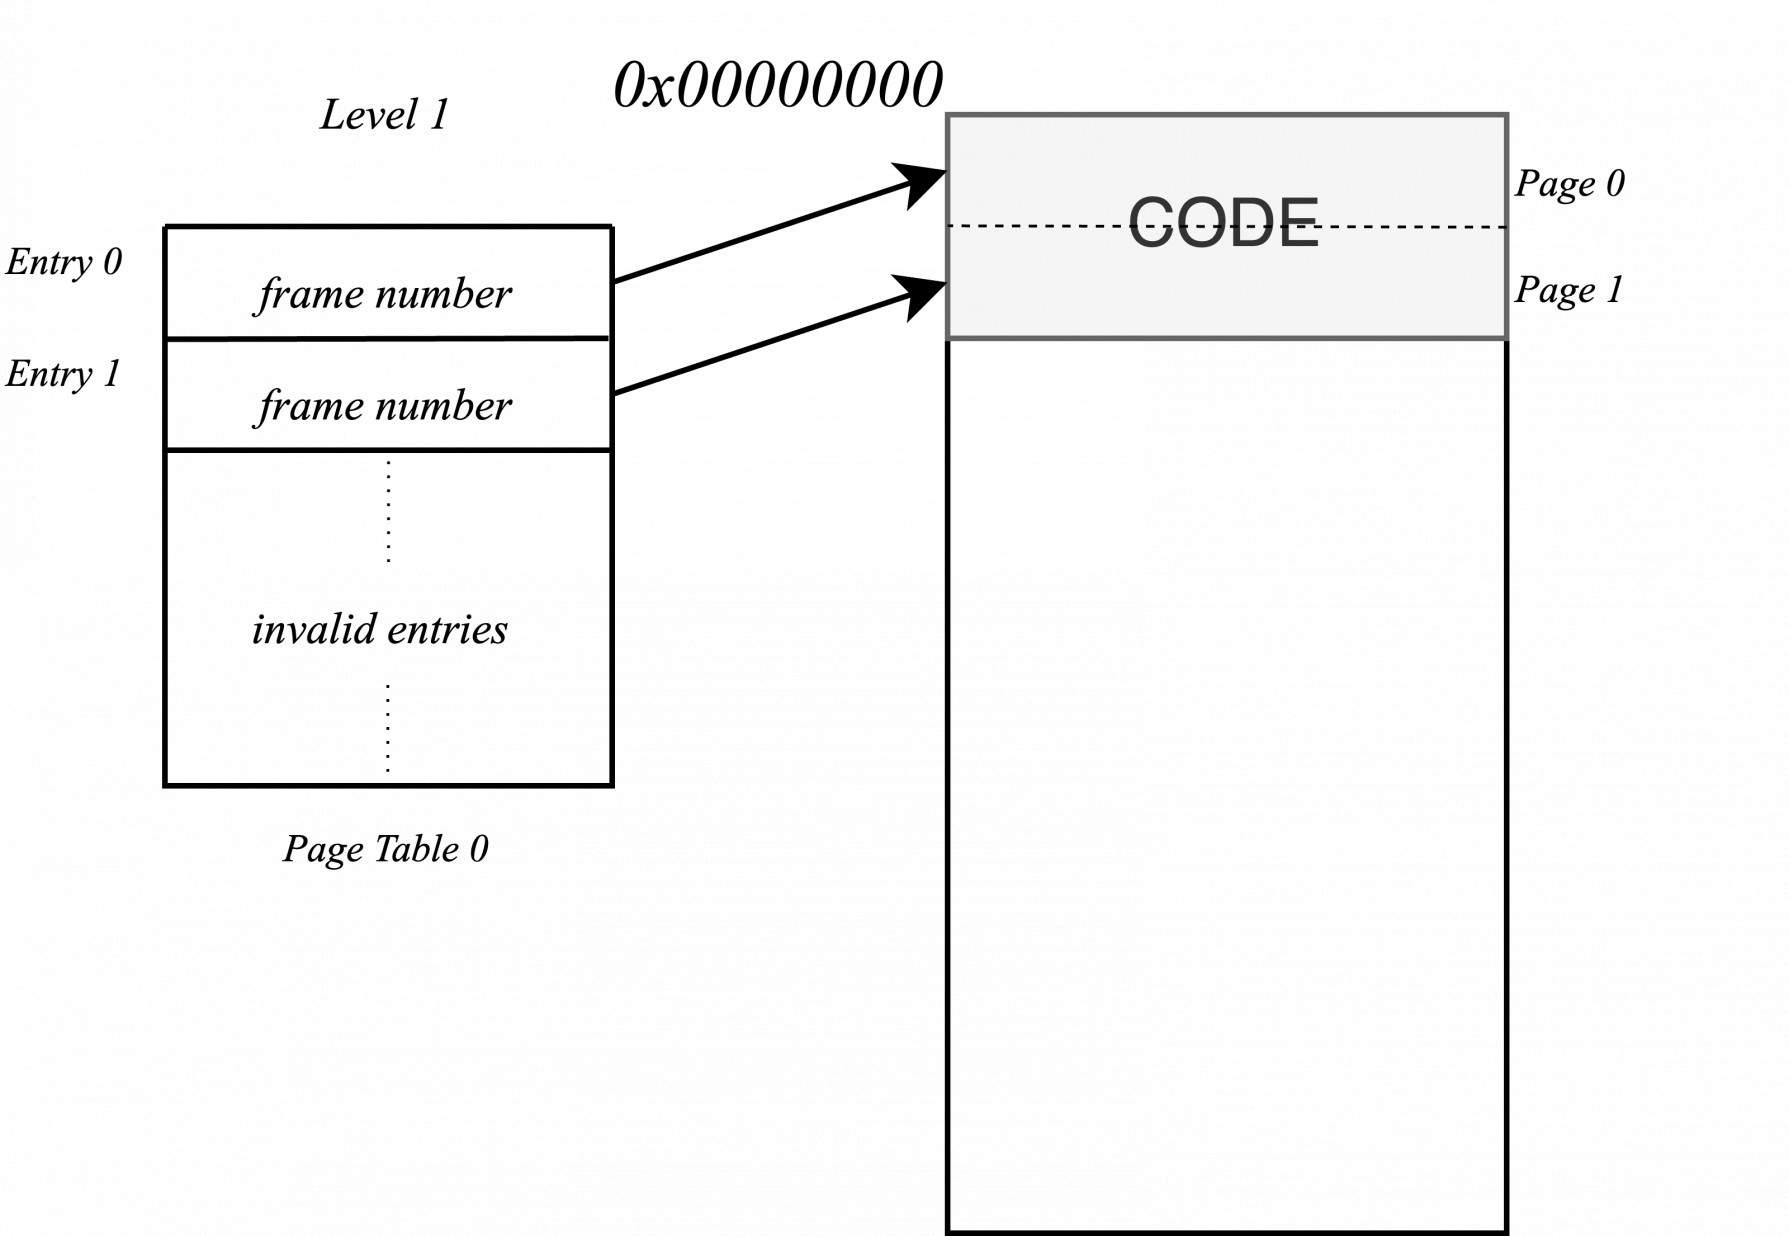 0x00000000
Level 1
Page 0
CODE
Entry 0
frame number
Page 1
Entry 1
frame number
invalid entries
Page Table 0